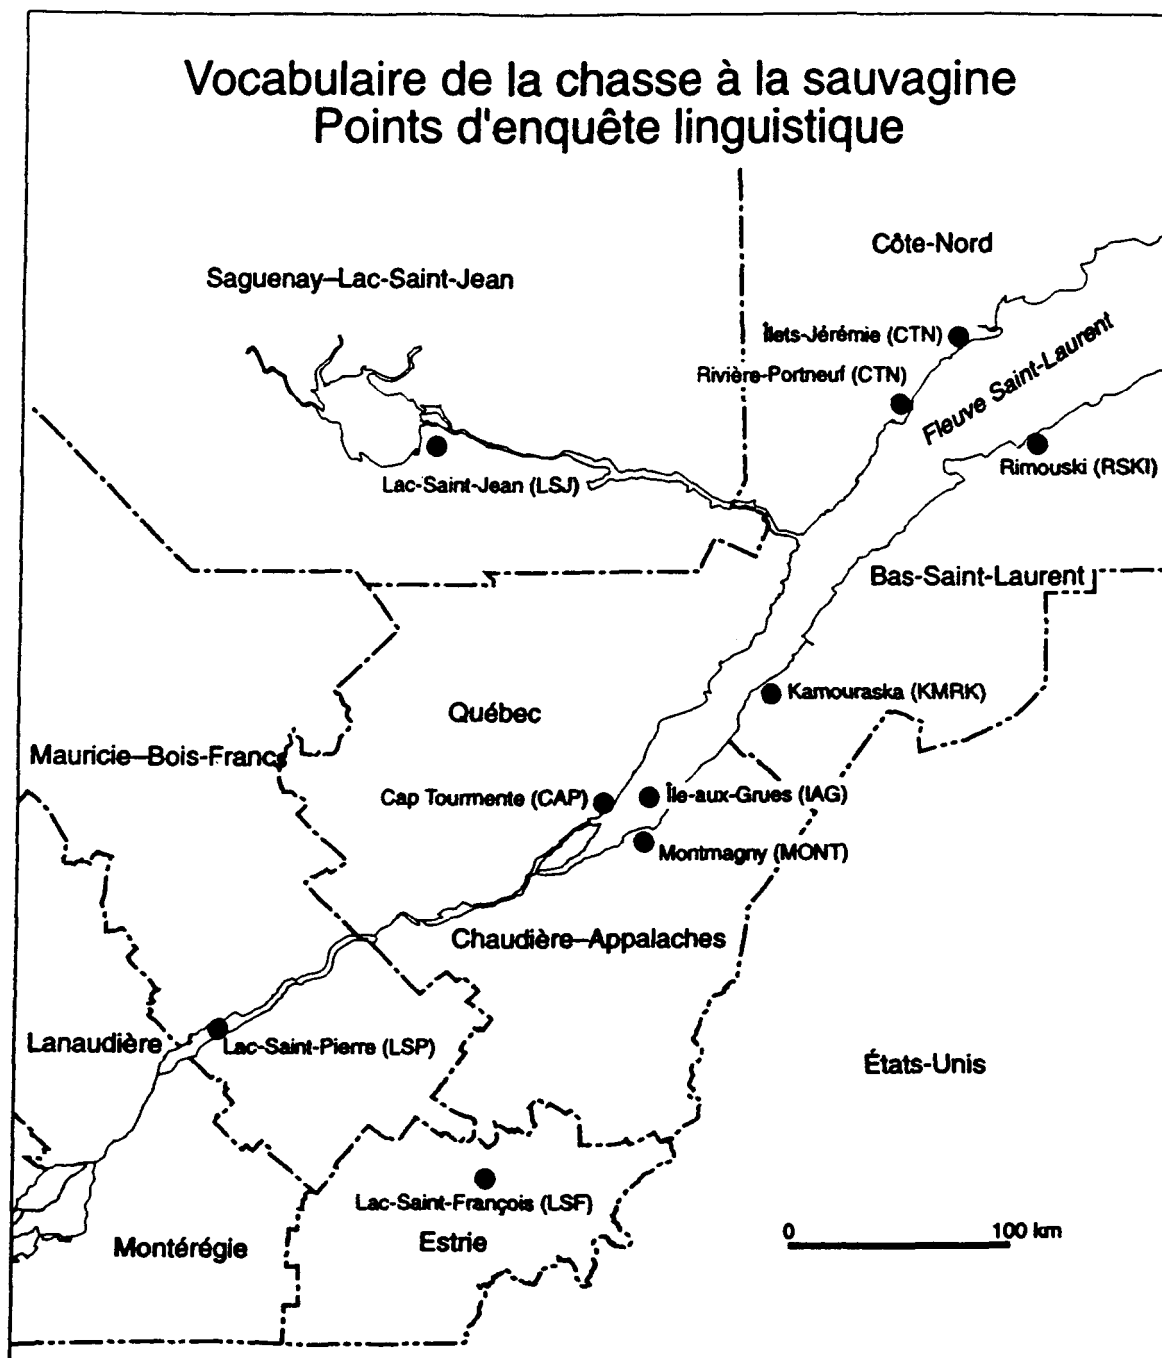 Vocabulaire de la chasse à la sauvagine
Points d'enquête linguistique
Côte-Nord
Saguenay–Lac-Saint-Jean
Îlets-Jérémie (CTN)
Rivière-Portneuf (CTN)
Fleuve Saint-Laurent
Rimouski (RSKI)
Lac-Saint-Jean (LSJ)
Bas-Saint-Laurent
Kamouraska (KMRK)
Québec
Mauricie–Bois-Francs
Cap Tourmente (CAP)
Île-aux-Grues (IAG)
Montmagny (MONT)
Chaudière–Appalaches
Lanaudière
Lac-Saint-Pierre (LSP)
États-Unis
Lac-Saint-François (LSF)
Estrie
Montérégie
0 100 km